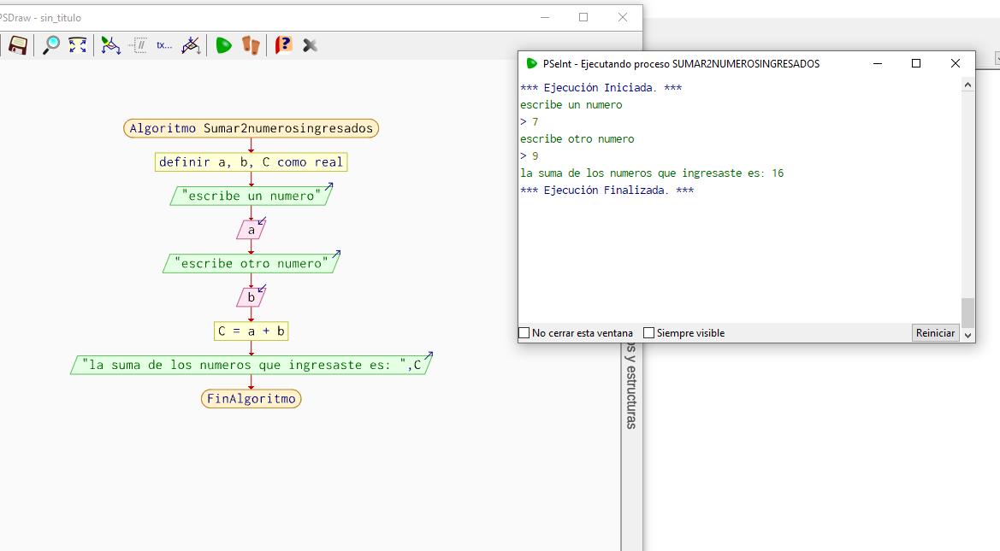 PSDraw - sin_titulo
tx...
Algoritmo Sumar2numerosingresados
definir a, b, C como real
"escribe un numero"
a
"escribe otro numero"
b
C = a + b
"la suma de los numeros que ingresaste es: ",C
FinAlgoritmo
PSeInt - Ejecutando proceso SUMAR2NUMEROSINGRESADOS
*** Ejecución Iniciada. ***
escribe un numero
> 7
escribe otro numero
> 9
la suma de los numeros que ingresaste es: 16
*** Ejecución Finalizada. ***
No cerrar esta ventana
Siempre visible
Reiniciar
y estructuras